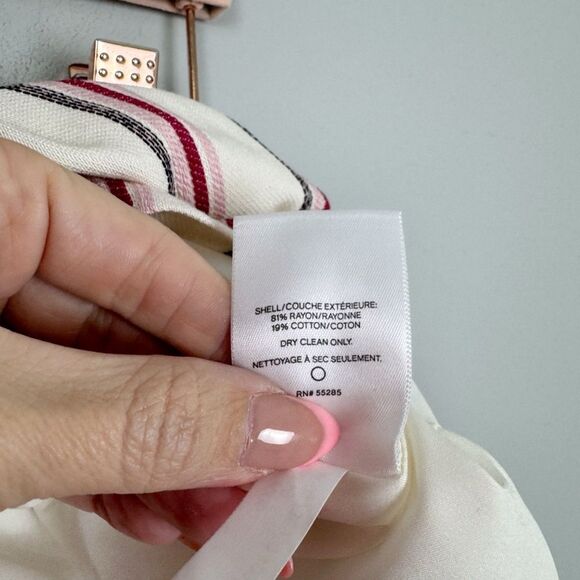 SHELL/COUCHE EXTÉRIEURE:
81% RAYON/RAYONNE
19% COTTON/COTON
DRY CLEAN ONLY.
NETTOYAGE À SEC SEULEMENT.
RN# 55285